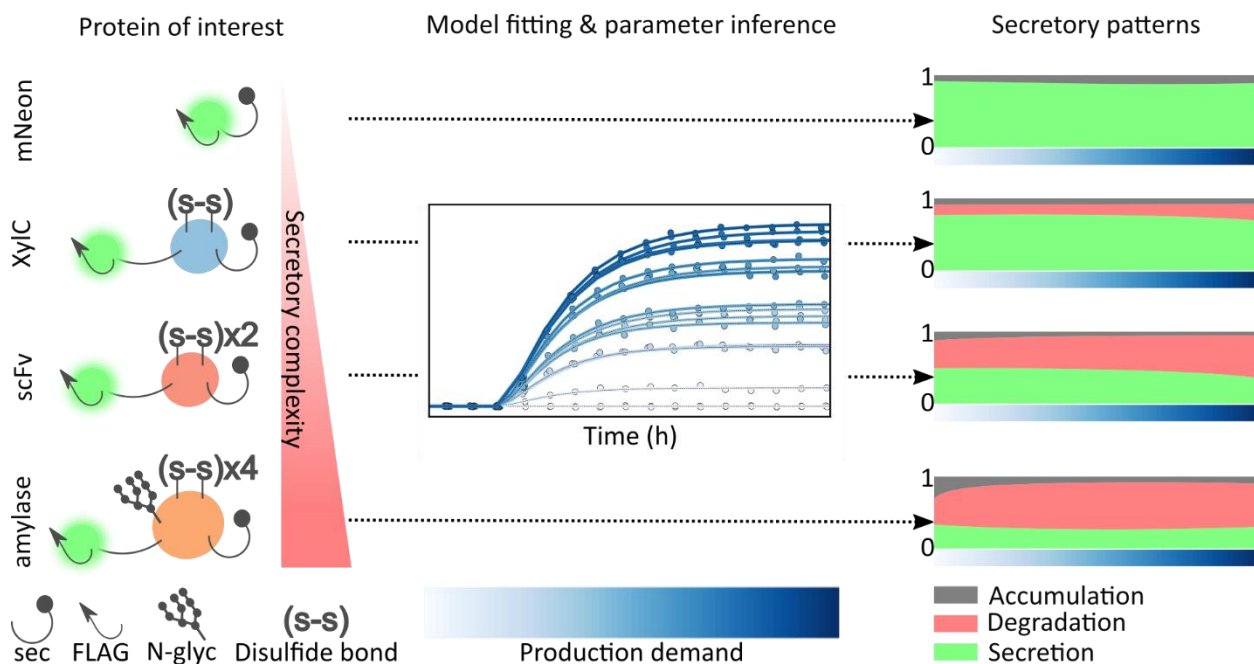 Protein of interest
Model fitting & parameter inference
Secretory patterns
mNeon
1
0
XylC
(s-s)
1
0
scFv
(s-s)x2
1
0
amylase
(s-s)x4
1
0
Secretory complexity
Time (h)
sec
FLAG
N-glyc
(s-s)
Disulfide bond
Production demand
Accumulation
Degradation
Secretion